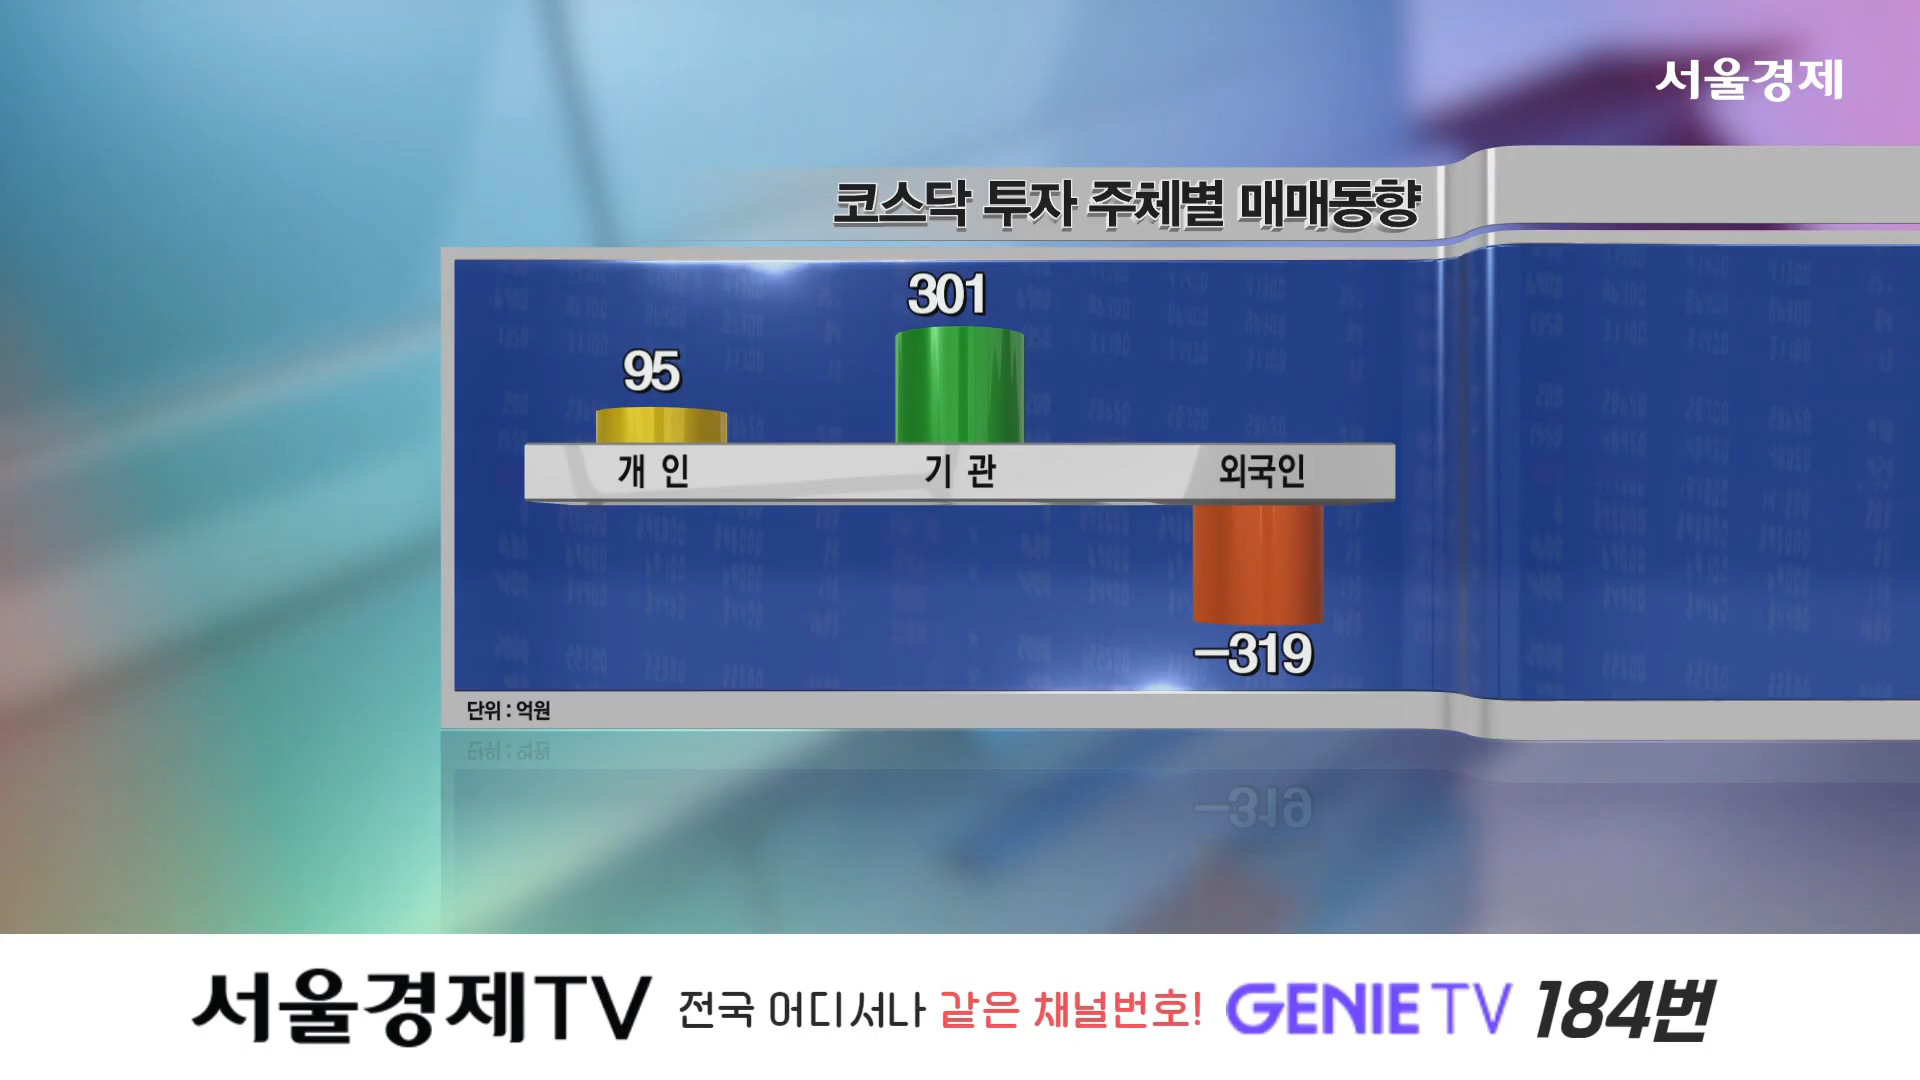 서울경제
코스닥 투자 주체별 매매동향
301
95
개 인 기 관 외국인
-319
단위 : 억원
서울경제TV 전국 어디서나 같은 채널번호! GENIE TV 184번